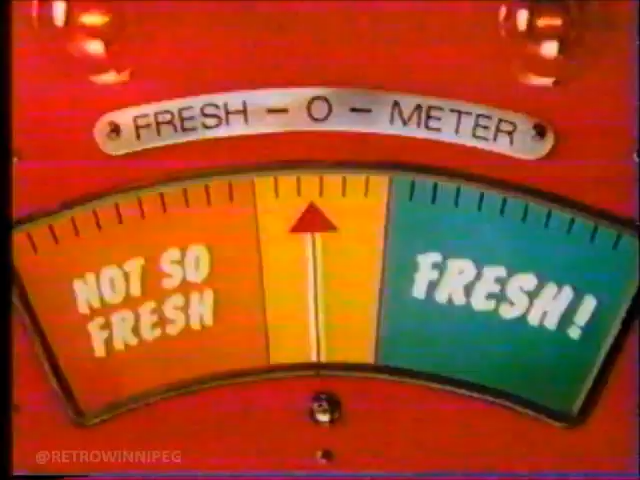 FRESH - O - METER
NOT SO
FRESH
FRESH!
@RETROWINNIPEG